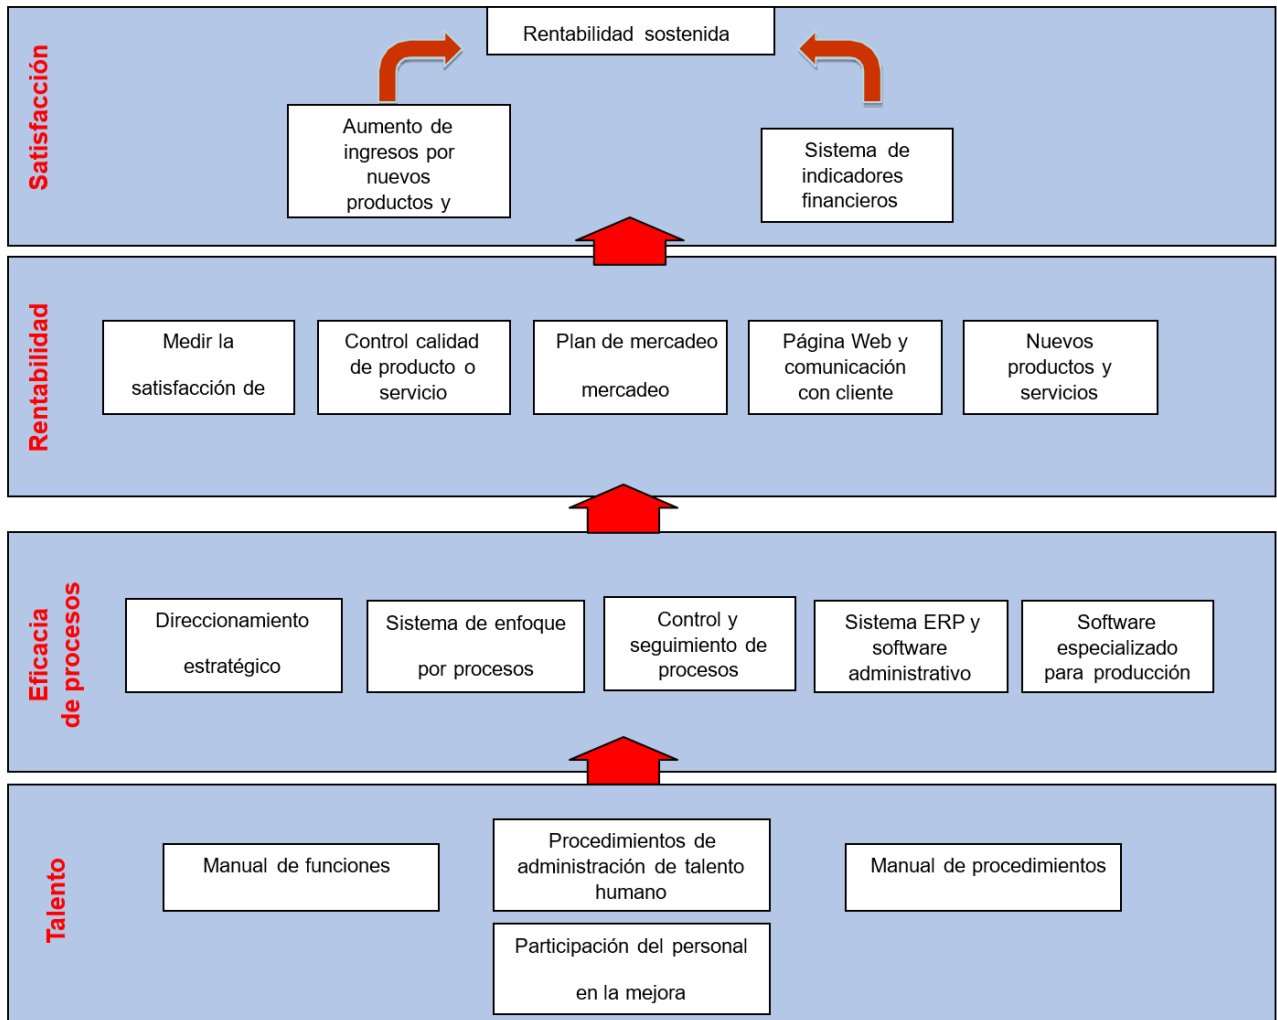 Satisfacción
Rentabilidad sostenida
Aumento de
ingresos por
nuevos
productos y
Sistema de
indicadores
financieros
Rentabilidad
Medir la
satisfacción de
Control calidad
de producto o
servicio
Plan de mercadeo
mercadeo
Página Web y
comunicación
con cliente
Nuevos
productos y
servicios
Eficacia
de procesos
Direccionamiento
estratégico
Sistema de enfoque
por procesos
Control y
seguimiento de
procesos
Sistema ERP y
software
administrativo
Software
especializado
para producción
Talento
Manual de funciones
Procedimientos de
administración de talento
humano
Manual de procedimientos
Participación del personal
en la mejora